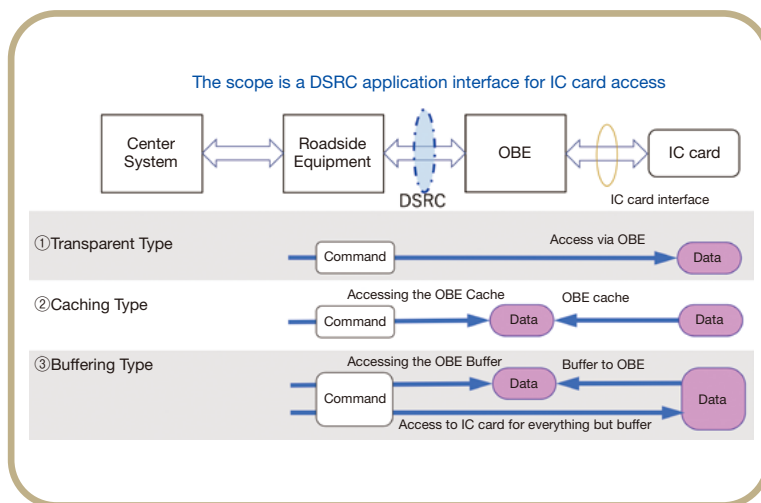 The scope is a DSRC application interface for IC card access
Center
System
Roadside
Equipment
OBE
IC card
DSRC
IC card interface
①Transparent Type
Access via OBE
Command
Data
②Caching Type
Accessing the OBE Cache
OBE cache
Command
Data
Data
③Buffering Type
Accessing the OBE Buffer
Buffer to OBE
Command
Data
Data
Access to IC card for everything but buffer